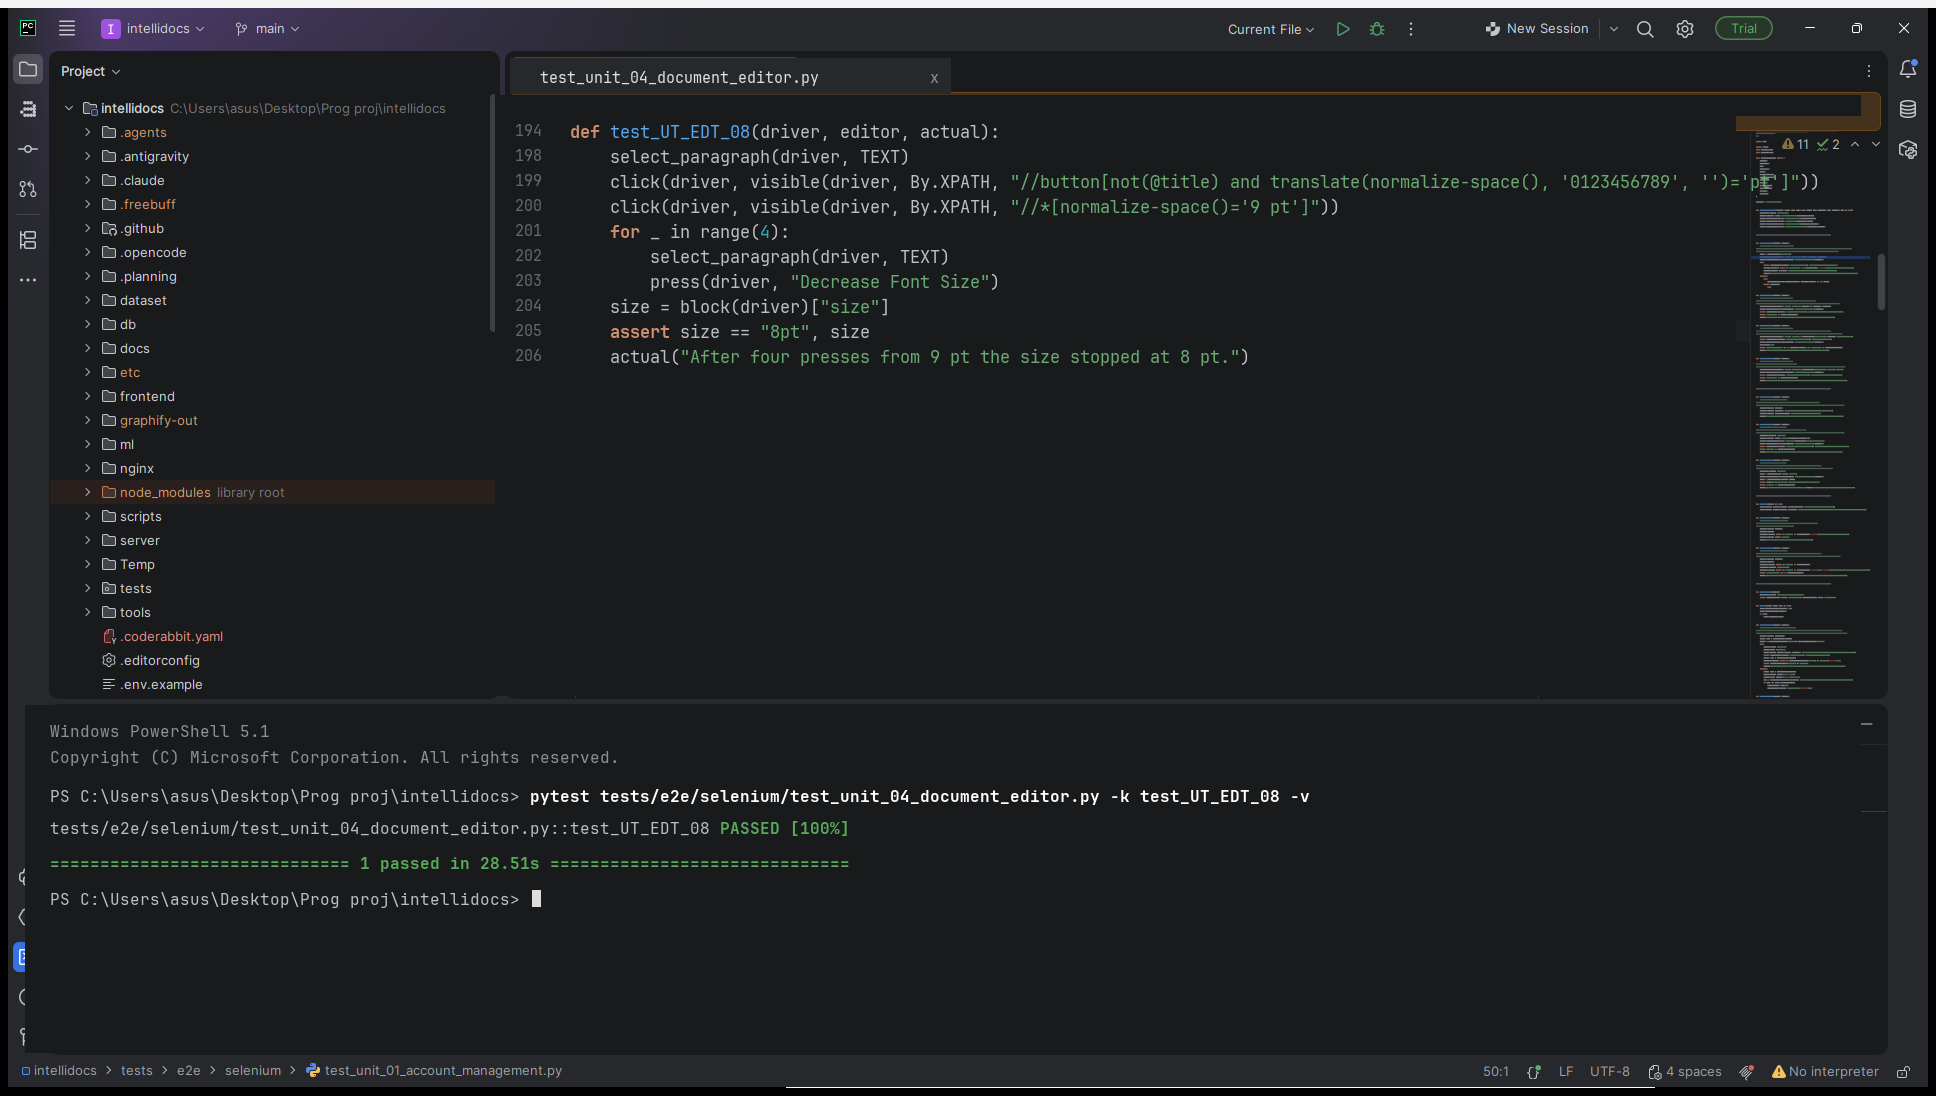 PC
I intellidocs main Current File New Session Trial
Project
test_unit_04_document_editor.py x
intellidocs C:\Users\asus\Desktop\Prog proj\intellidocs
.agents
.antigravity
.claude
.freebuff
.github
.opencode
.planning
dataset
db
docs
etc
frontend
graphify-out
ml
nginx
node_modules library root
scripts
server
Temp
tests
tools
.coderabbit.yaml
.editorconfig
.env.example
11 2
194 def test_UT_EDT_08(driver, editor, actual):
198 select_paragraph(driver, TEXT)
199 click(driver, visible(driver, By.XPATH, "//button[not(@title) and translate(normalize-space(), '0123456789', '')='pt']"))
200 click(driver, visible(driver, By.XPATH, "//*[normalize-space()='9 pt']"))
201 for _ in range(4):
202 select_paragraph(driver, TEXT)
203 press(driver, "Decrease Font Size")
204 size = block(driver)["size"]
205 assert size == "8pt", size
206 actual("After four presses from 9 pt the size stopped at 8 pt.")
Windows PowerShell 5.1
Copyright (C) Microsoft Corporation. All rights reserved.
PS C:\Users\asus\Desktop\Prog proj\intellidocs> pytest tests/e2e/selenium/test_unit_04_document_editor.py -k test_UT_EDT_08 -v
tests/e2e/selenium/test_unit_04_document_editor.py::test_UT_EDT_08 PASSED [100%]
============================== 1 passed in 28.51s ==============================
PS C:\Users\asus\Desktop\Prog proj\intellidocs>
intellidocs > tests > e2e > selenium > test_unit_01_account_management.py 50:1 LF UTF-8 4 spaces No interpreter